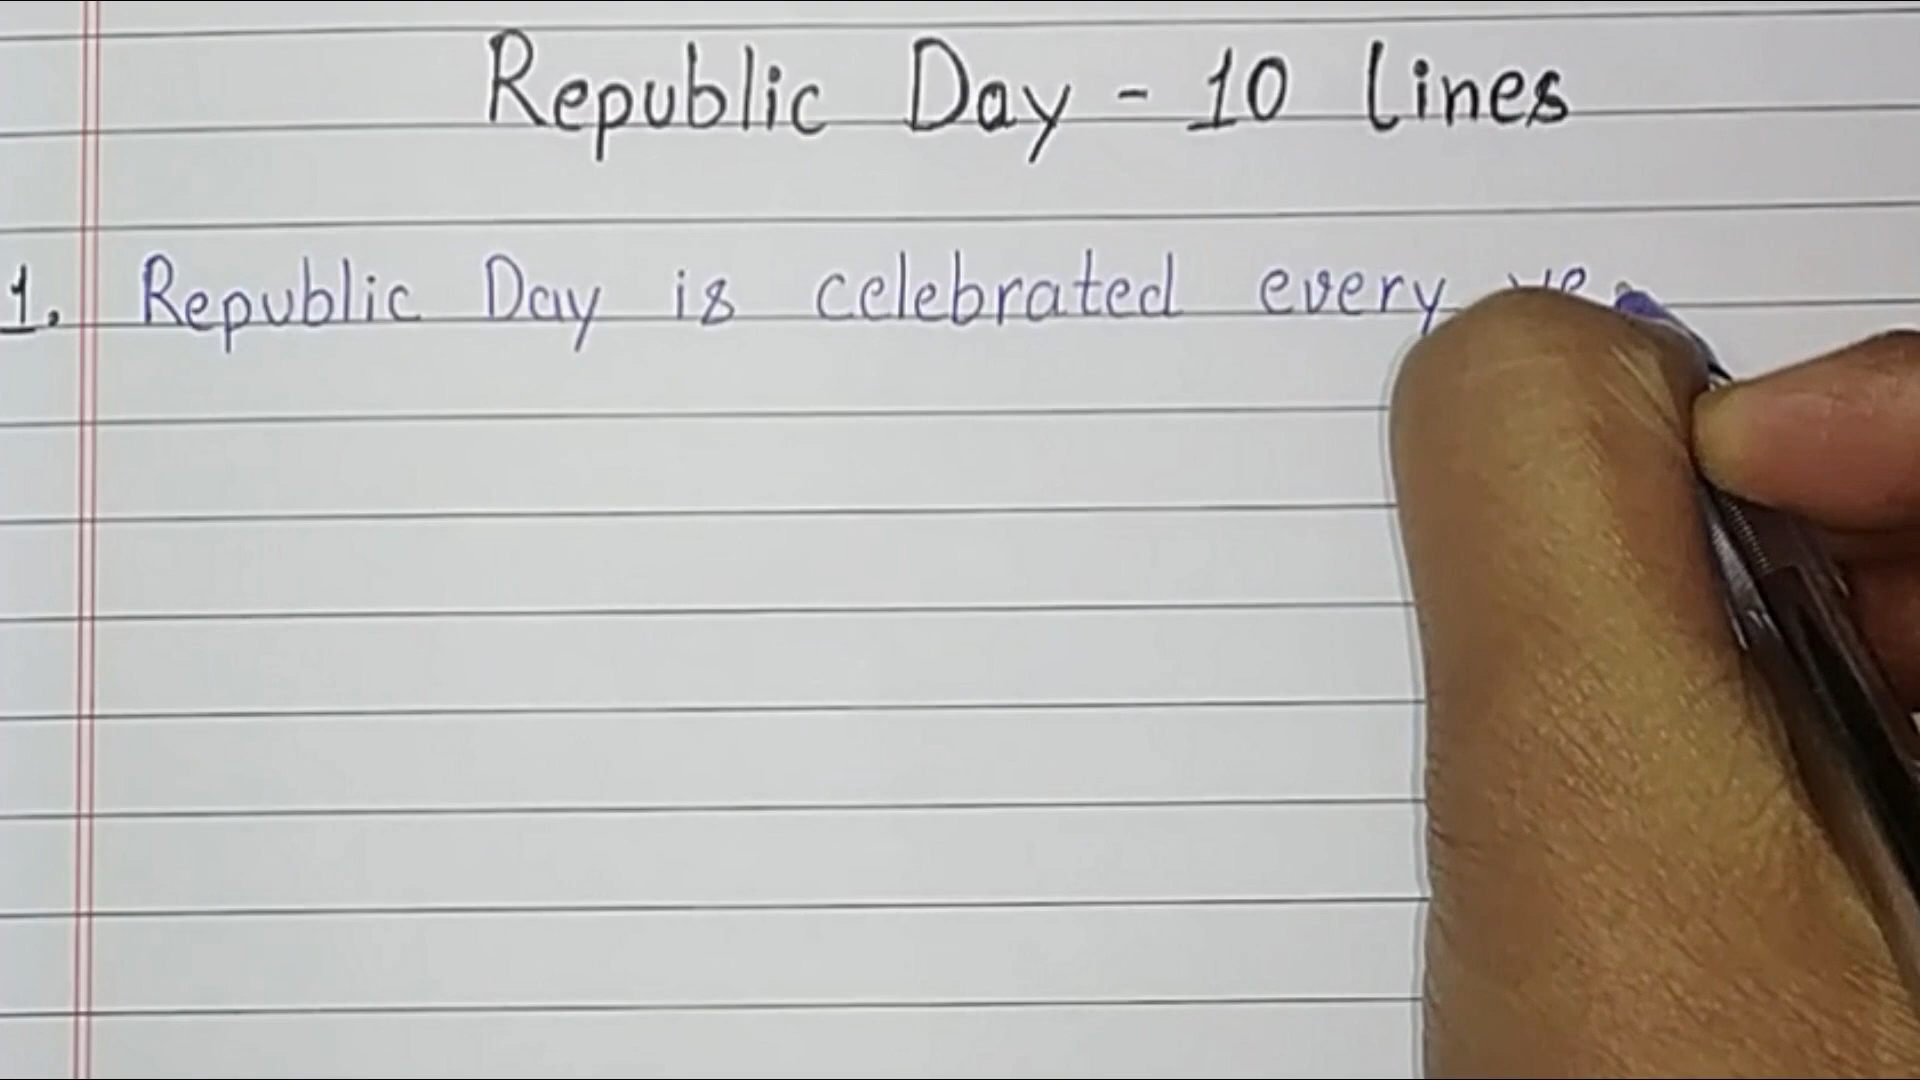 Republic Day - 10 lines
1. Republic Day is celebrated every